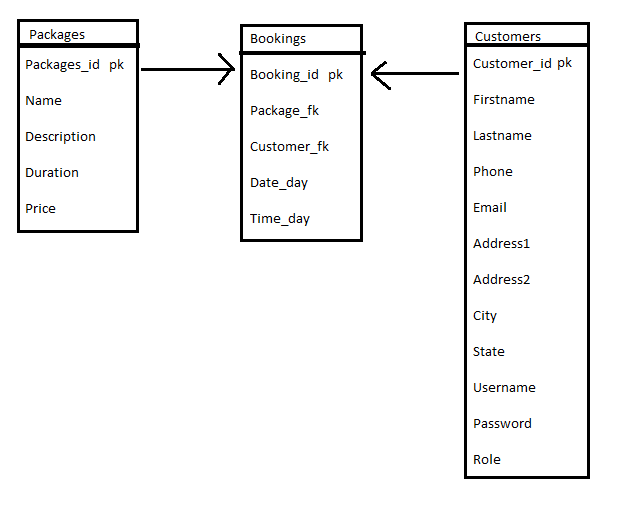 Packages
Packages_id pk
Name
Description
Duration
Price
Bookings
Booking_id pk
Package_fk
Customer_fk
Date_day
Time_day
Customers
Customer_id pk
Firstname
Lastname
Phone
Email
Address1
Address2
City
State
Username
Password
Role